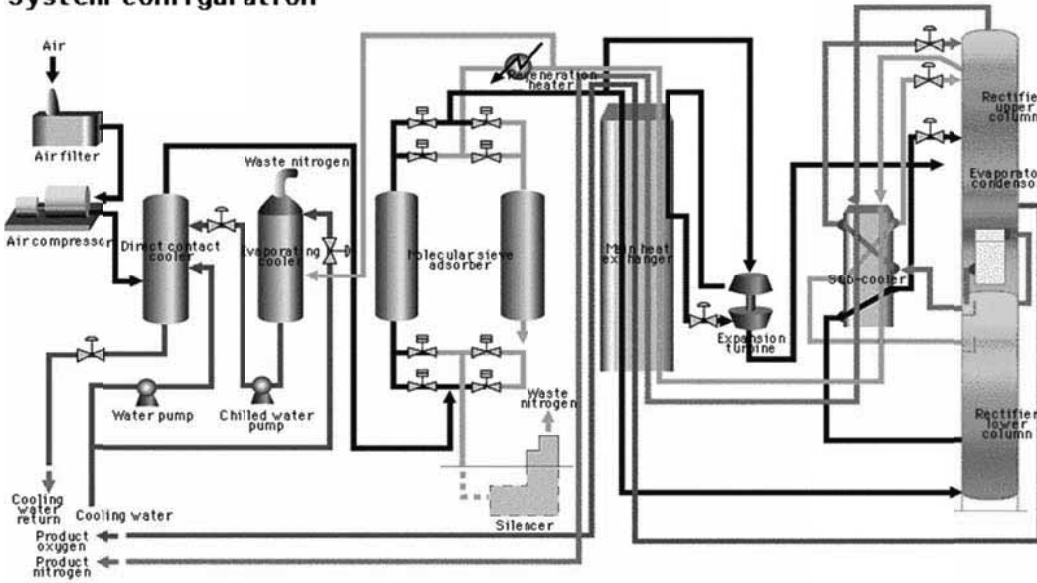 System configuration
Air
Air filter
Air compressor
Direct contact
cooler
Waste nitrogen
Evaporating
cooler
Regeneration
heater
Molecular sieve
adsorber
Main heat
exhanger
Expansion
turbine
Sub-cooler
Rectifier
upper
column
Evaporator
condensor
Rectifier
lower
column
Water pump
Chilled water
pump
Waste
nitrogen
Silencer
Cooling
water
return
Cooling water
Product
oxygen
Product
nitrogen